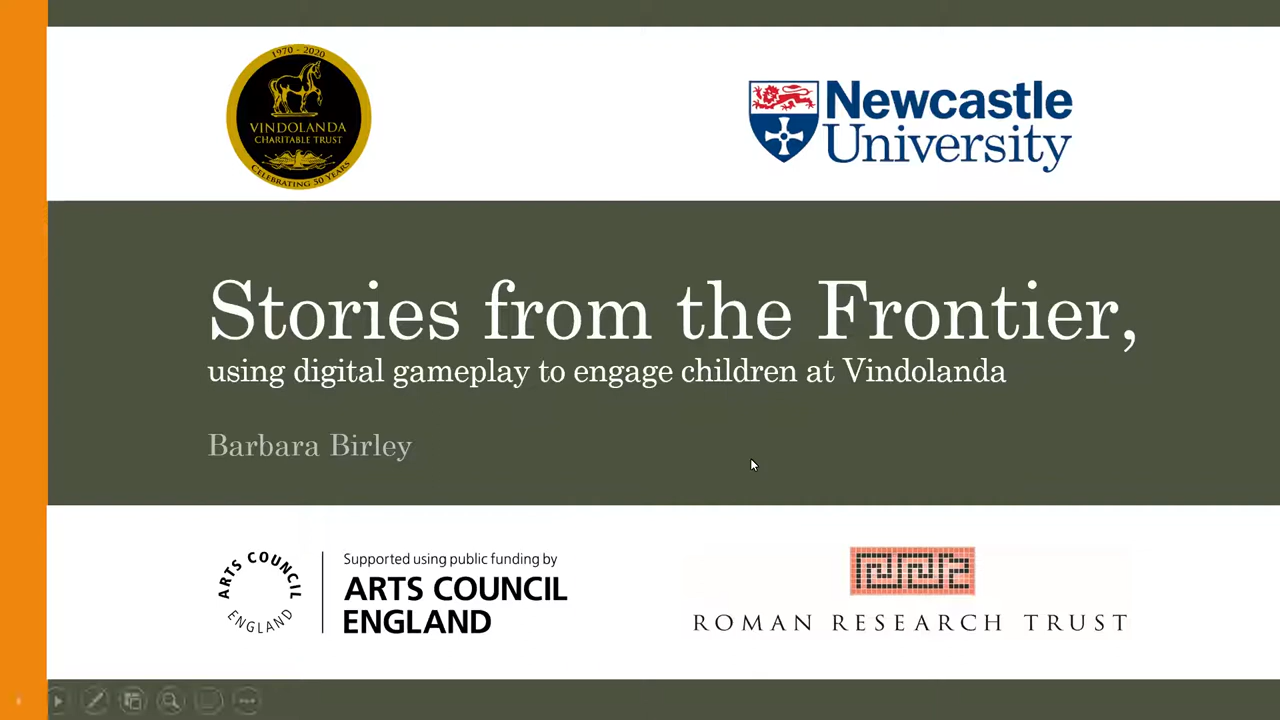 1970 - 2020
VINDOLANDA
CHARITABLE TRUST
CELEBRATING 50 YEARS
Newcastle
University
Stories from the Frontier,
using digital gameplay to engage children at Vindolanda
Barbara Birley
ARTS COUNCIL
ENGLAND
Supported using public funding by
ARTS COUNCIL
ENGLAND
ROMAN RESEARCH TRUST